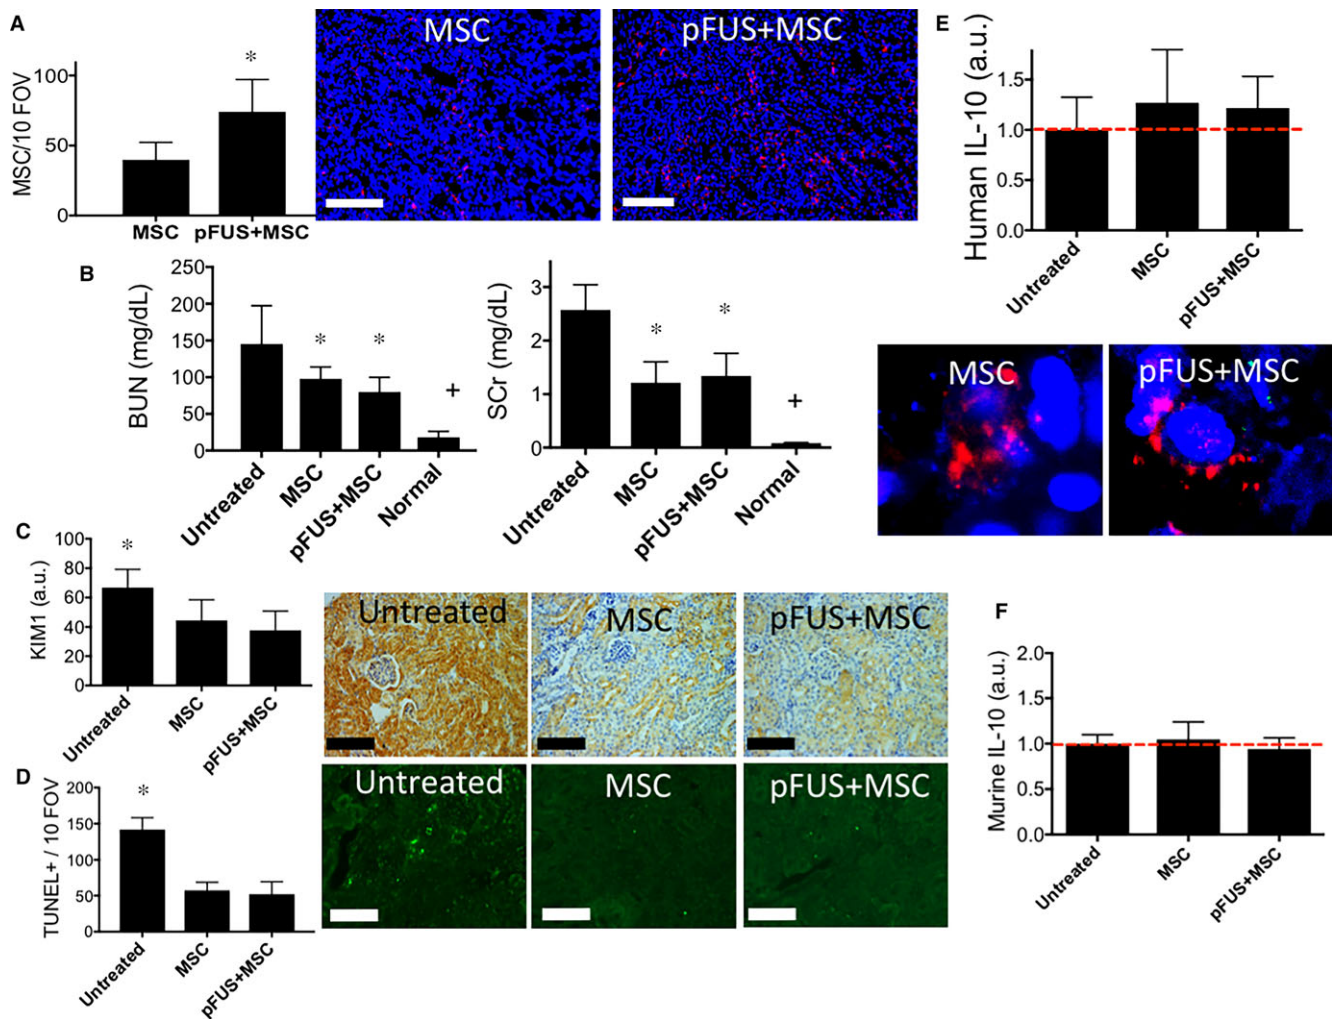 A
MSC/10 FOV
100
50
0
*
MSC pFUS+MSC
MSC
pFUS+MSC
B
BUN (mg/dL)
250
200
150
100
50
0
*
*
+
Untreated
MSC
pFUS+MSC
Normal
SCr (mg/dL)
3
2
1
0
*
*
+
Untreated
MSC
pFUS+MSC
Normal
C
KIM1 (a.u.)
100
80
60
40
20
0
*
Untreated
MSC
pFUS+MSC
Untreated
MSC
pFUS+MSC
D
TUNEL+ / 10 FOV
200
150
100
50
0
*
Untreated
MSC
pFUS+MSC
Untreated
MSC
pFUS+MSC
E
Human IL-10 (a.u.)
1.5
1.0
0.5
0.0
Untreated
MSC
pFUS+MSC
MSC
pFUS+MSC
F
Murine IL-10 (a.u.)
2.0
1.5
1.0
0.5
0.0
Untreated
MSC
pFUS+MSC